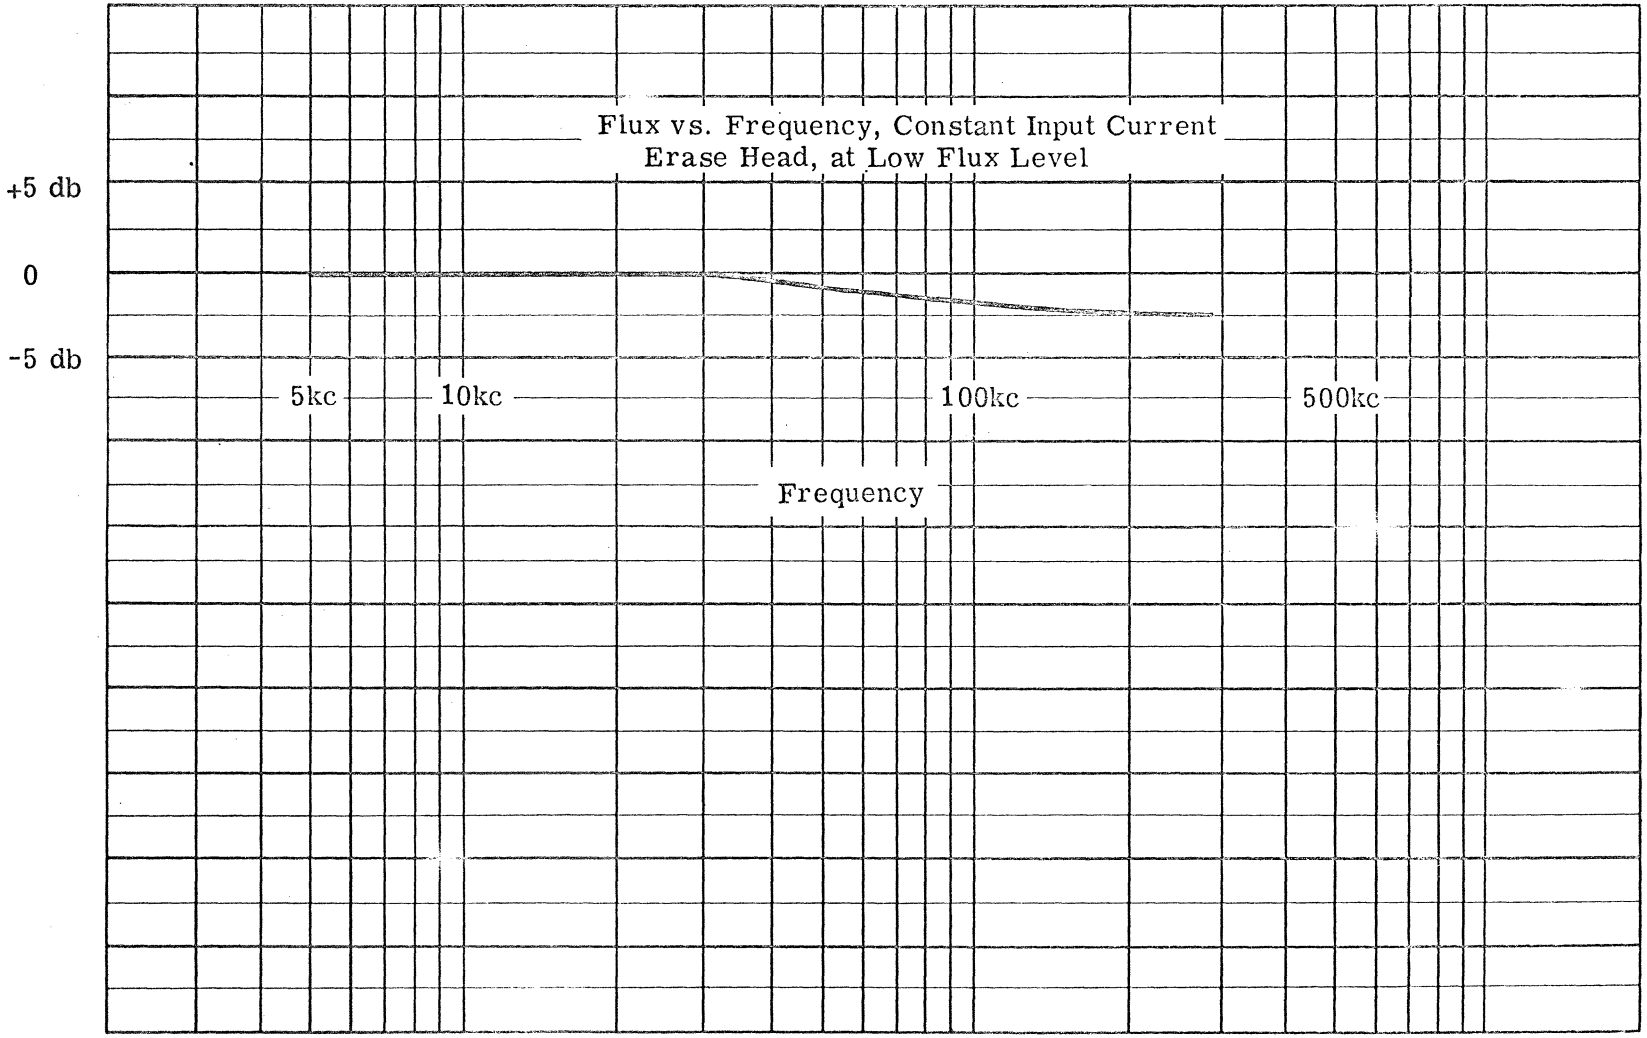 Flux vs. Frequency, Constant Input Current
Erase Head, at Low Flux Level
+5 db
0
-5 db
5kc 10kc 100kc 500kc
Frequency